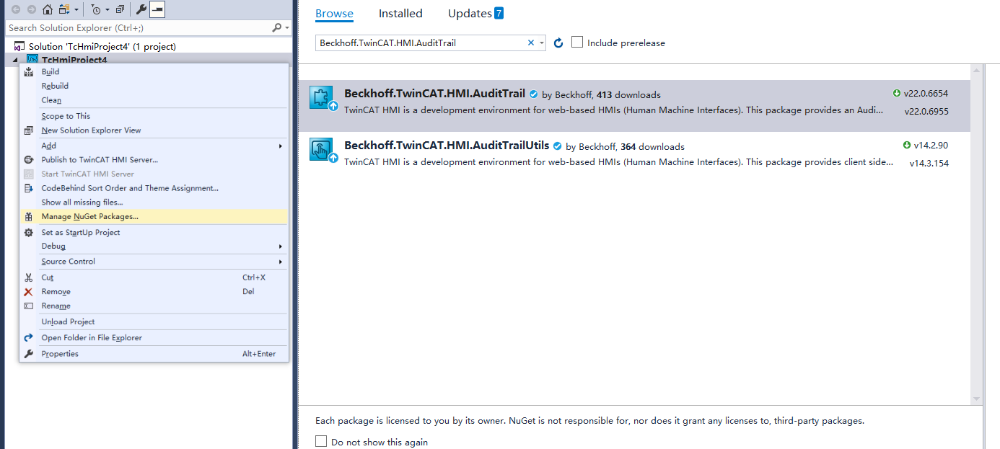 Search Solution Explorer (Ctrl+;)
Solution 'TcHmiProject4' (1 project)
TcHmiProject4
Build
Rebuild
Clean
Scope to This
New Solution Explorer View
Add
Publish to TwinCAT HMI Server...
Start TwinCAT HMI Server
CodeBehind Sort Order and Theme Assignment...
Show all missing files...
Manage NuGet Packages...
Set as StartUp Project
Debug
Source Control
Cut Ctrl+X
Remove Del
Rename
Unload Project
Open Folder in File Explorer
Properties Alt+Enter
Browse Installed Updates 7
Beckhoff.TwinCAT.HMI.AuditTrail
Include prerelease
Beckhoff.TwinCAT.HMI.AuditTrail by Beckhoff, 413 downloads v22.0.6654
TwinCAT HMI is a development environment for web-based HMIs (Human Machine Interfaces). This package provides an Audi... v22.0.6955
Beckhoff.TwinCAT.HMI.AuditTrailUtils by Beckhoff, 364 downloads v14.2.90
TwinCAT HMI is a development environment for web-based HMIs (Human Machine Interfaces). This package provides client side... v14.3.154
Each package is licensed to you by its owner. NuGet is not responsible for, nor does it grant any licenses to, third-party packages.
Do not show this again